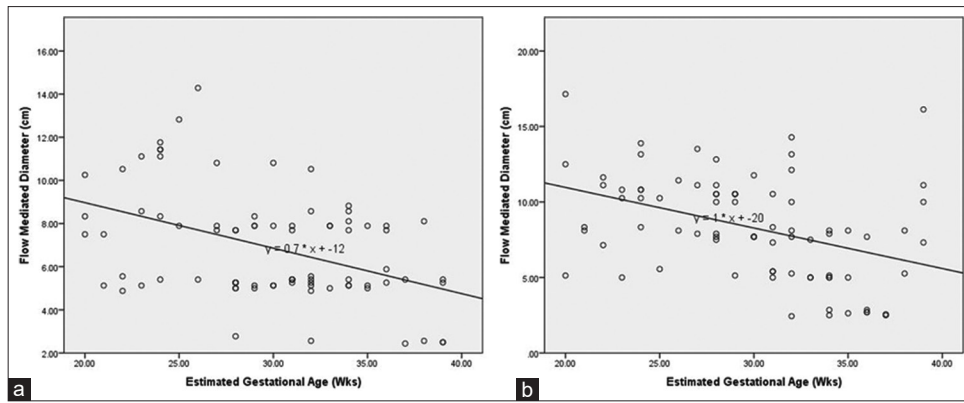 16.00
14.00
12.00
10.00
8.00
6.00
4.00
2.00
Flow Mediated Diameter (cm)
y = 0.7 * x + -12
20.00
25.00
30.00
35.00
40.00
Estimated Gestational Age (Wks)
a
20.00
15.00
10.00
5.00
.00
Flow Mediated Diameter (cm)
y = 1 * x + -20
20.00
25.00
30.00
35.00
40.00
Estimated Gestational Age (Wks)
b